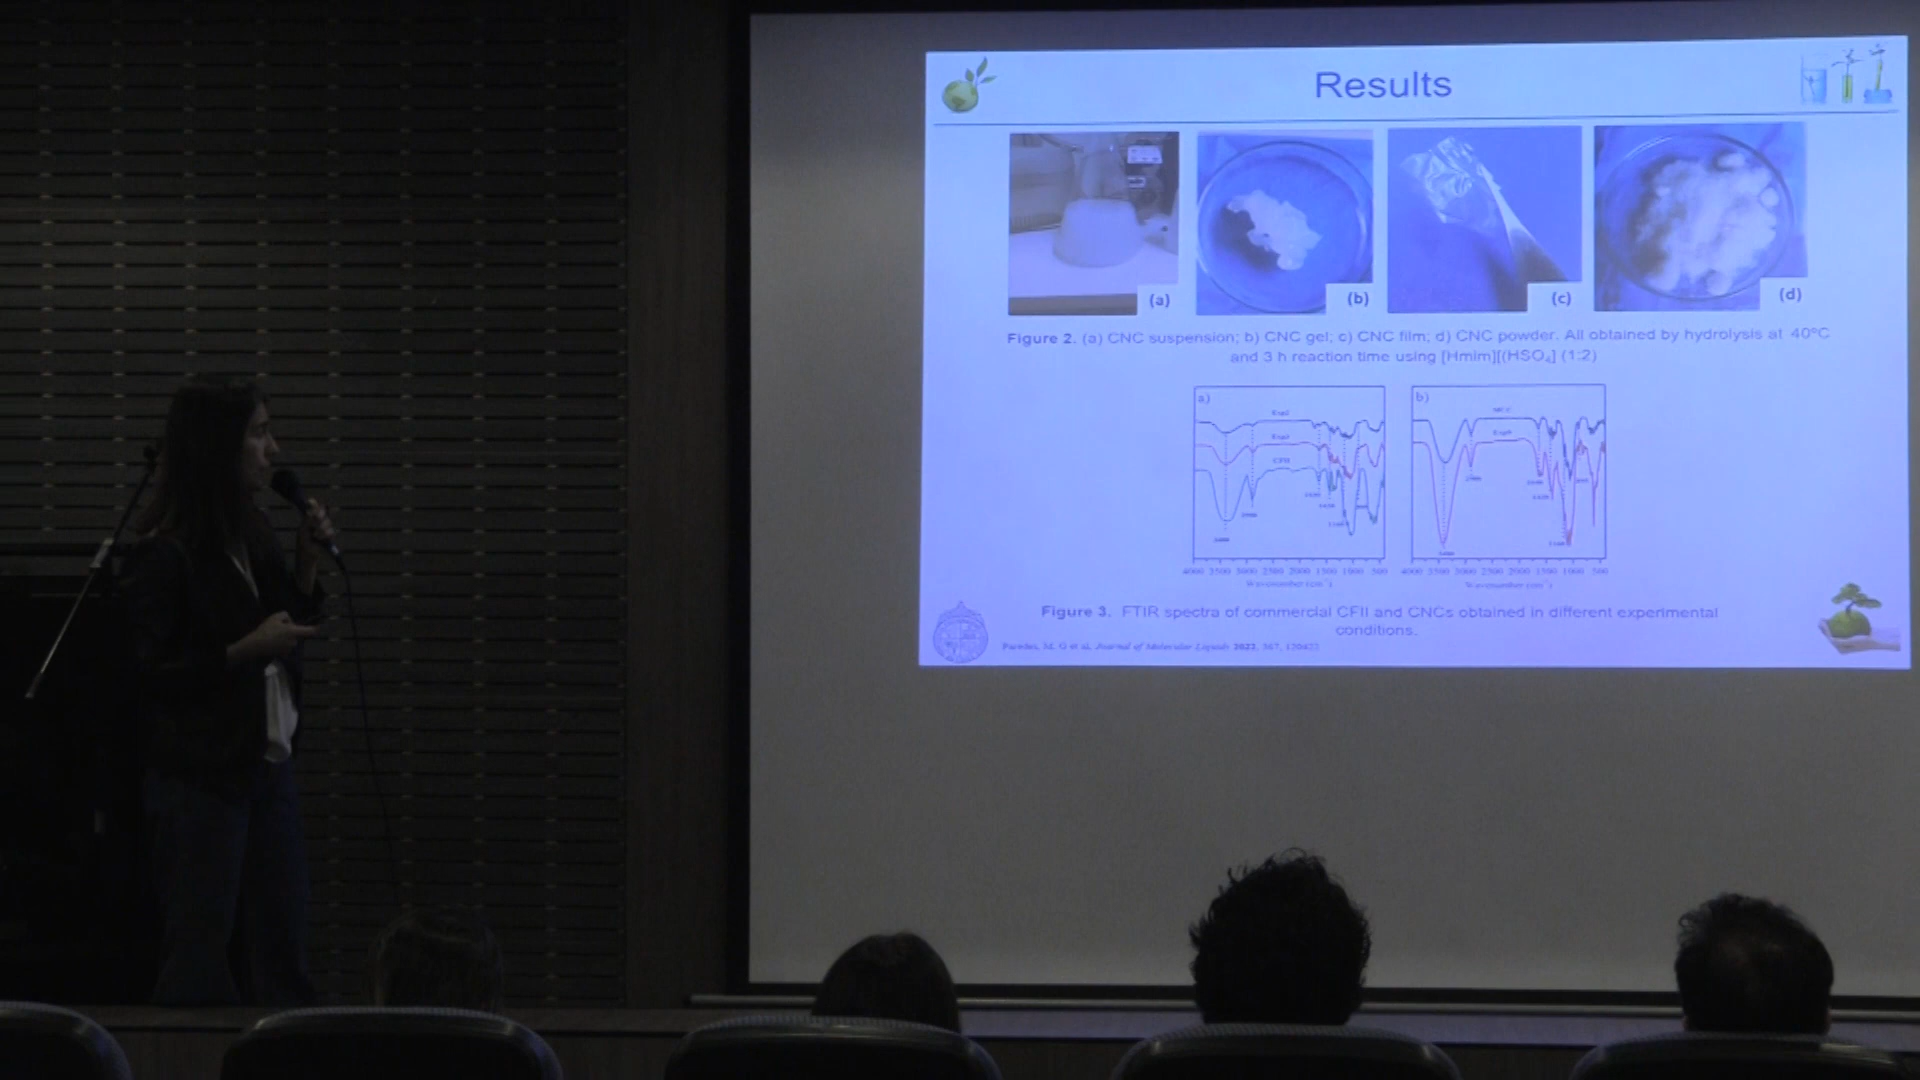 Results
(a)
(b)
(c)
(d)
Figure 2. (a) CNC suspension; b) CNC gel; c) CNC film; d) CNC powder. All obtained by hydrolysis at 40ºC
and 3 h reaction time using [HmIm][(HSO₄] (1:2)
a)
b)
CFII
4000 3500 3000 2500 2000 1500 1000 500
4000 3500 3000 2500 2000 1500 1000 500
Wavenumber (cm⁻¹)
Wavenumber (cm⁻¹)
Figure 3. FTIR spectra of commercial CFII and CNCs obtained in different experimental
conditions.
Paredes, M. G et al. Journal of Molecular Liquids 2022, 367,